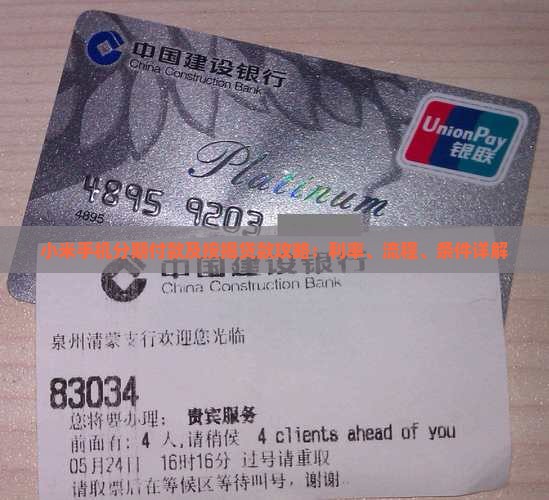 中国建设银行
China Construction Bank
UnionPay
银联
Platinum
4895 9203
4895
小米手机分期付款及按揭贷款攻略：利率、流程、条件详解
中国建设银行
China Construction Bank
泉州清蒙支行欢迎您光临
83034
您将要办理： 贵宾服务
前面有: 4 人,请稍候 4 clients ahead of you
05月24日 16时16分 过号请重取
请取票后在等候区等待叫号，谢谢